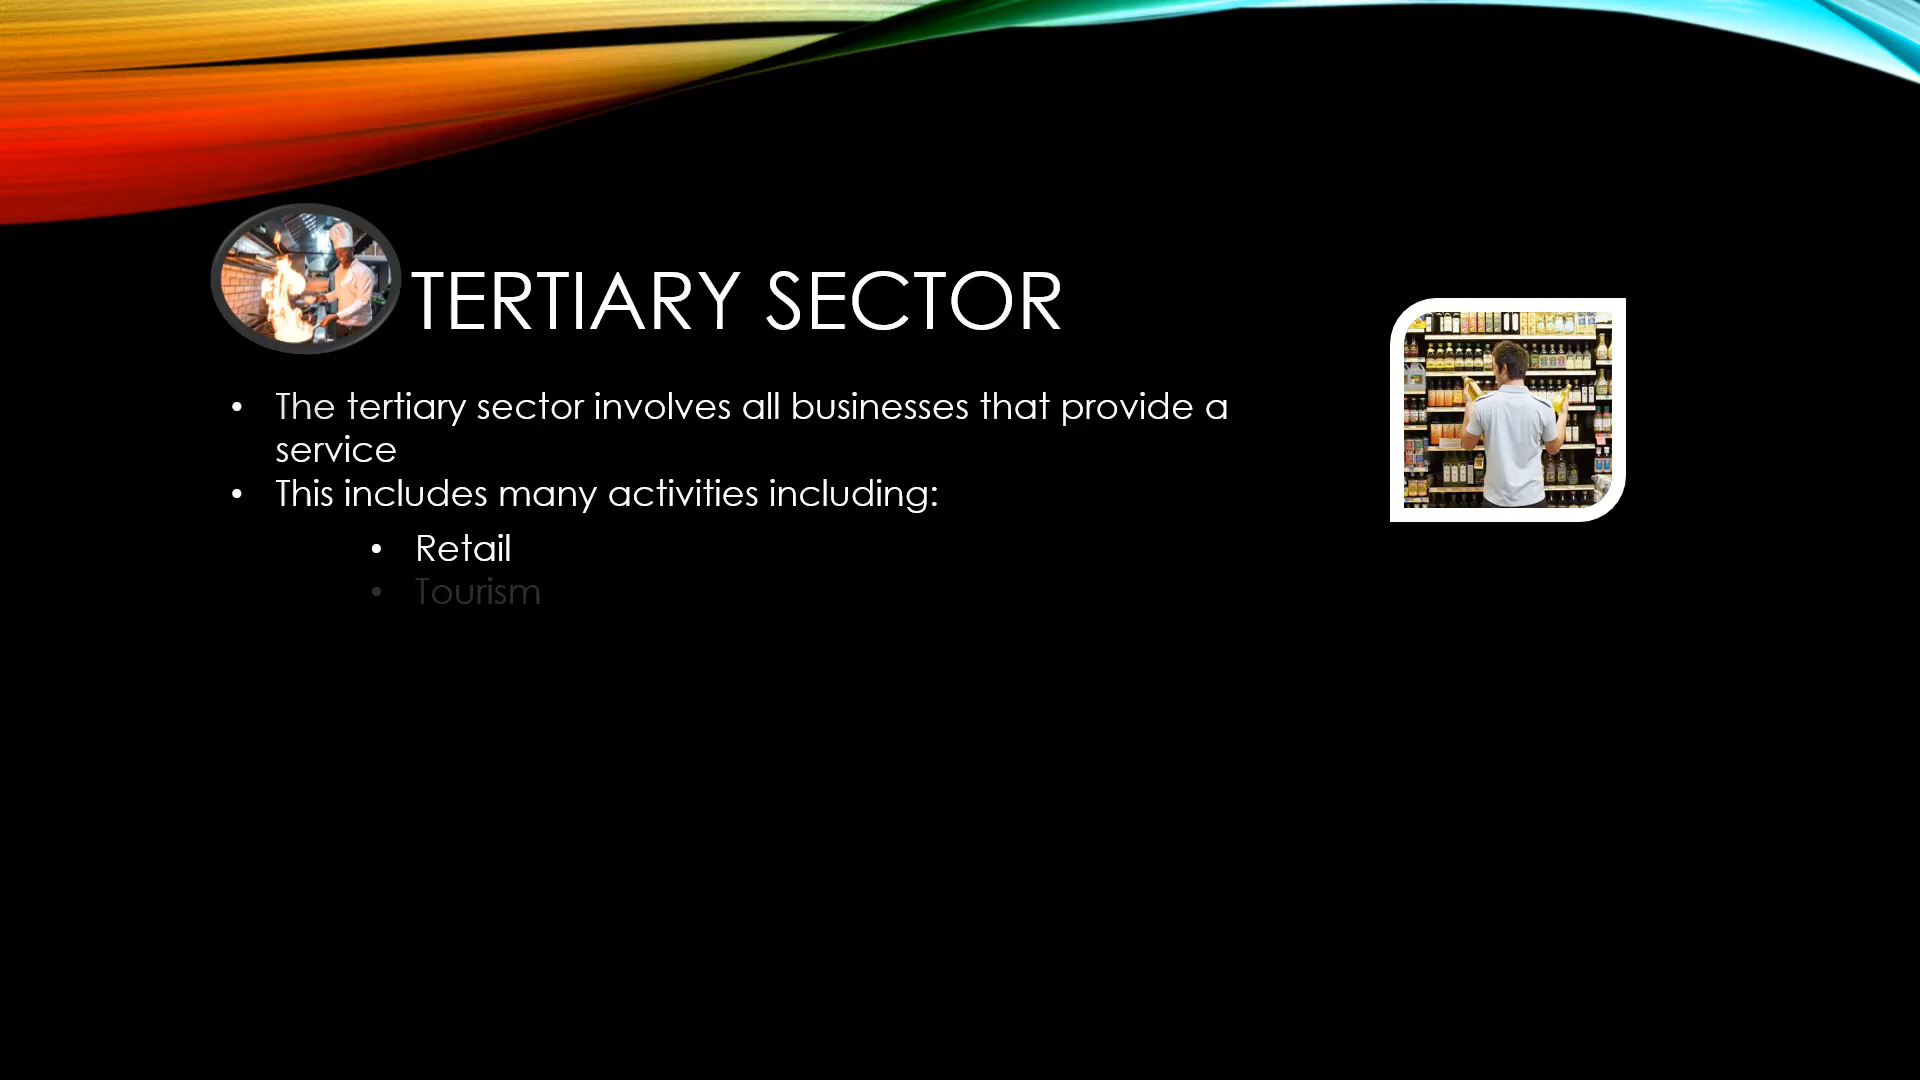 TERTIARY SECTOR
• The tertiary sector involves all businesses that provide a
service
• This includes many activities including:
• Retail
• Tourism